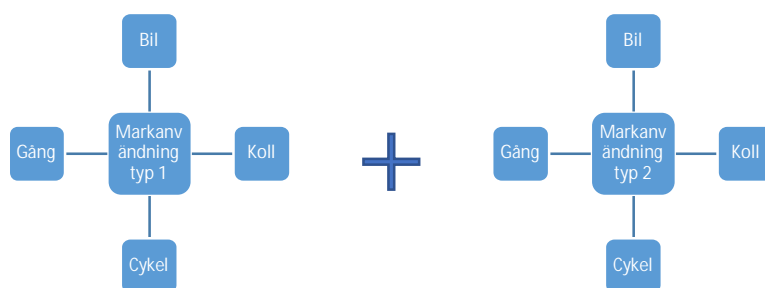 Bil
Gång
Markanv
ändning
typ 1
Koll
Cykel
Bil
Gång
Markanv
ändning
typ 2
Koll
Cykel